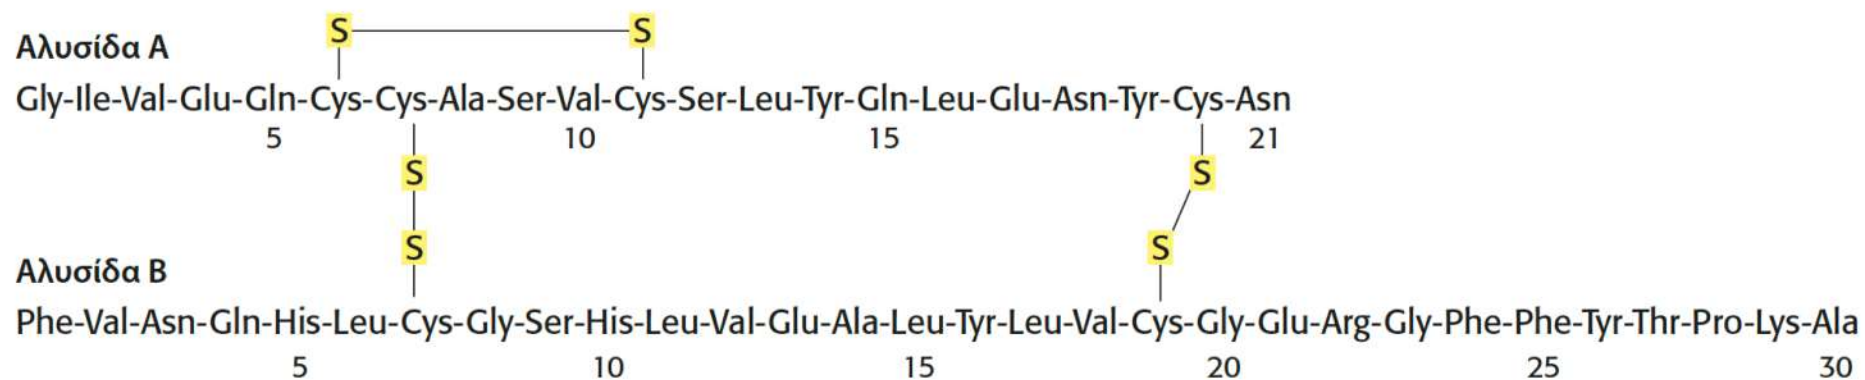 S S
Αλυσίδα Α
Gly-Ile-Val-Glu-Gln-Cys-Cys-Ala-Ser-Val-Cys-Ser-Leu-Tyr-Gln-Leu-Glu-Asn-Tyr-Cys-Asn
5 10 15 21
S S
S S
Αλυσίδα Β
Phe-Val-Asn-Gln-His-Leu-Cys-Gly-Ser-His-Leu-Val-Glu-Ala-Leu-Tyr-Leu-Val-Cys-Gly-Glu-Arg-Gly-Phe-Phe-Tyr-Thr-Pro-Lys-Ala
5 10 15 20 25 30